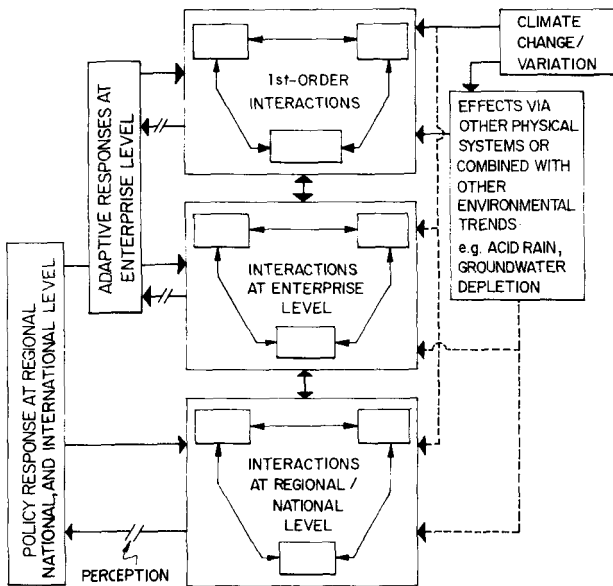 CLIMATE
CHANGE/
VARIATION
1st-ORDER
INTERACTIONS
EFFECTS VIA
OTHER PHYSICAL
SYSTEMS OR
COMBINED WITH
OTHER
ENVIRONMENTAL
TRENDS
e.g. ACID RAIN,
GROUNDWATER
DEPLETION
ADAPTIVE RESPONSES AT
ENTERPRISE LEVEL
INTERACTIONS
AT ENTERPRISE
LEVEL
POLICY RESPONSE AT REGIONAL
NATIONAL, AND INTERNATIONAL LEVEL
INTERACTIONS
AT REGIONAL /
NATIONAL
LEVEL
PERCEPTION